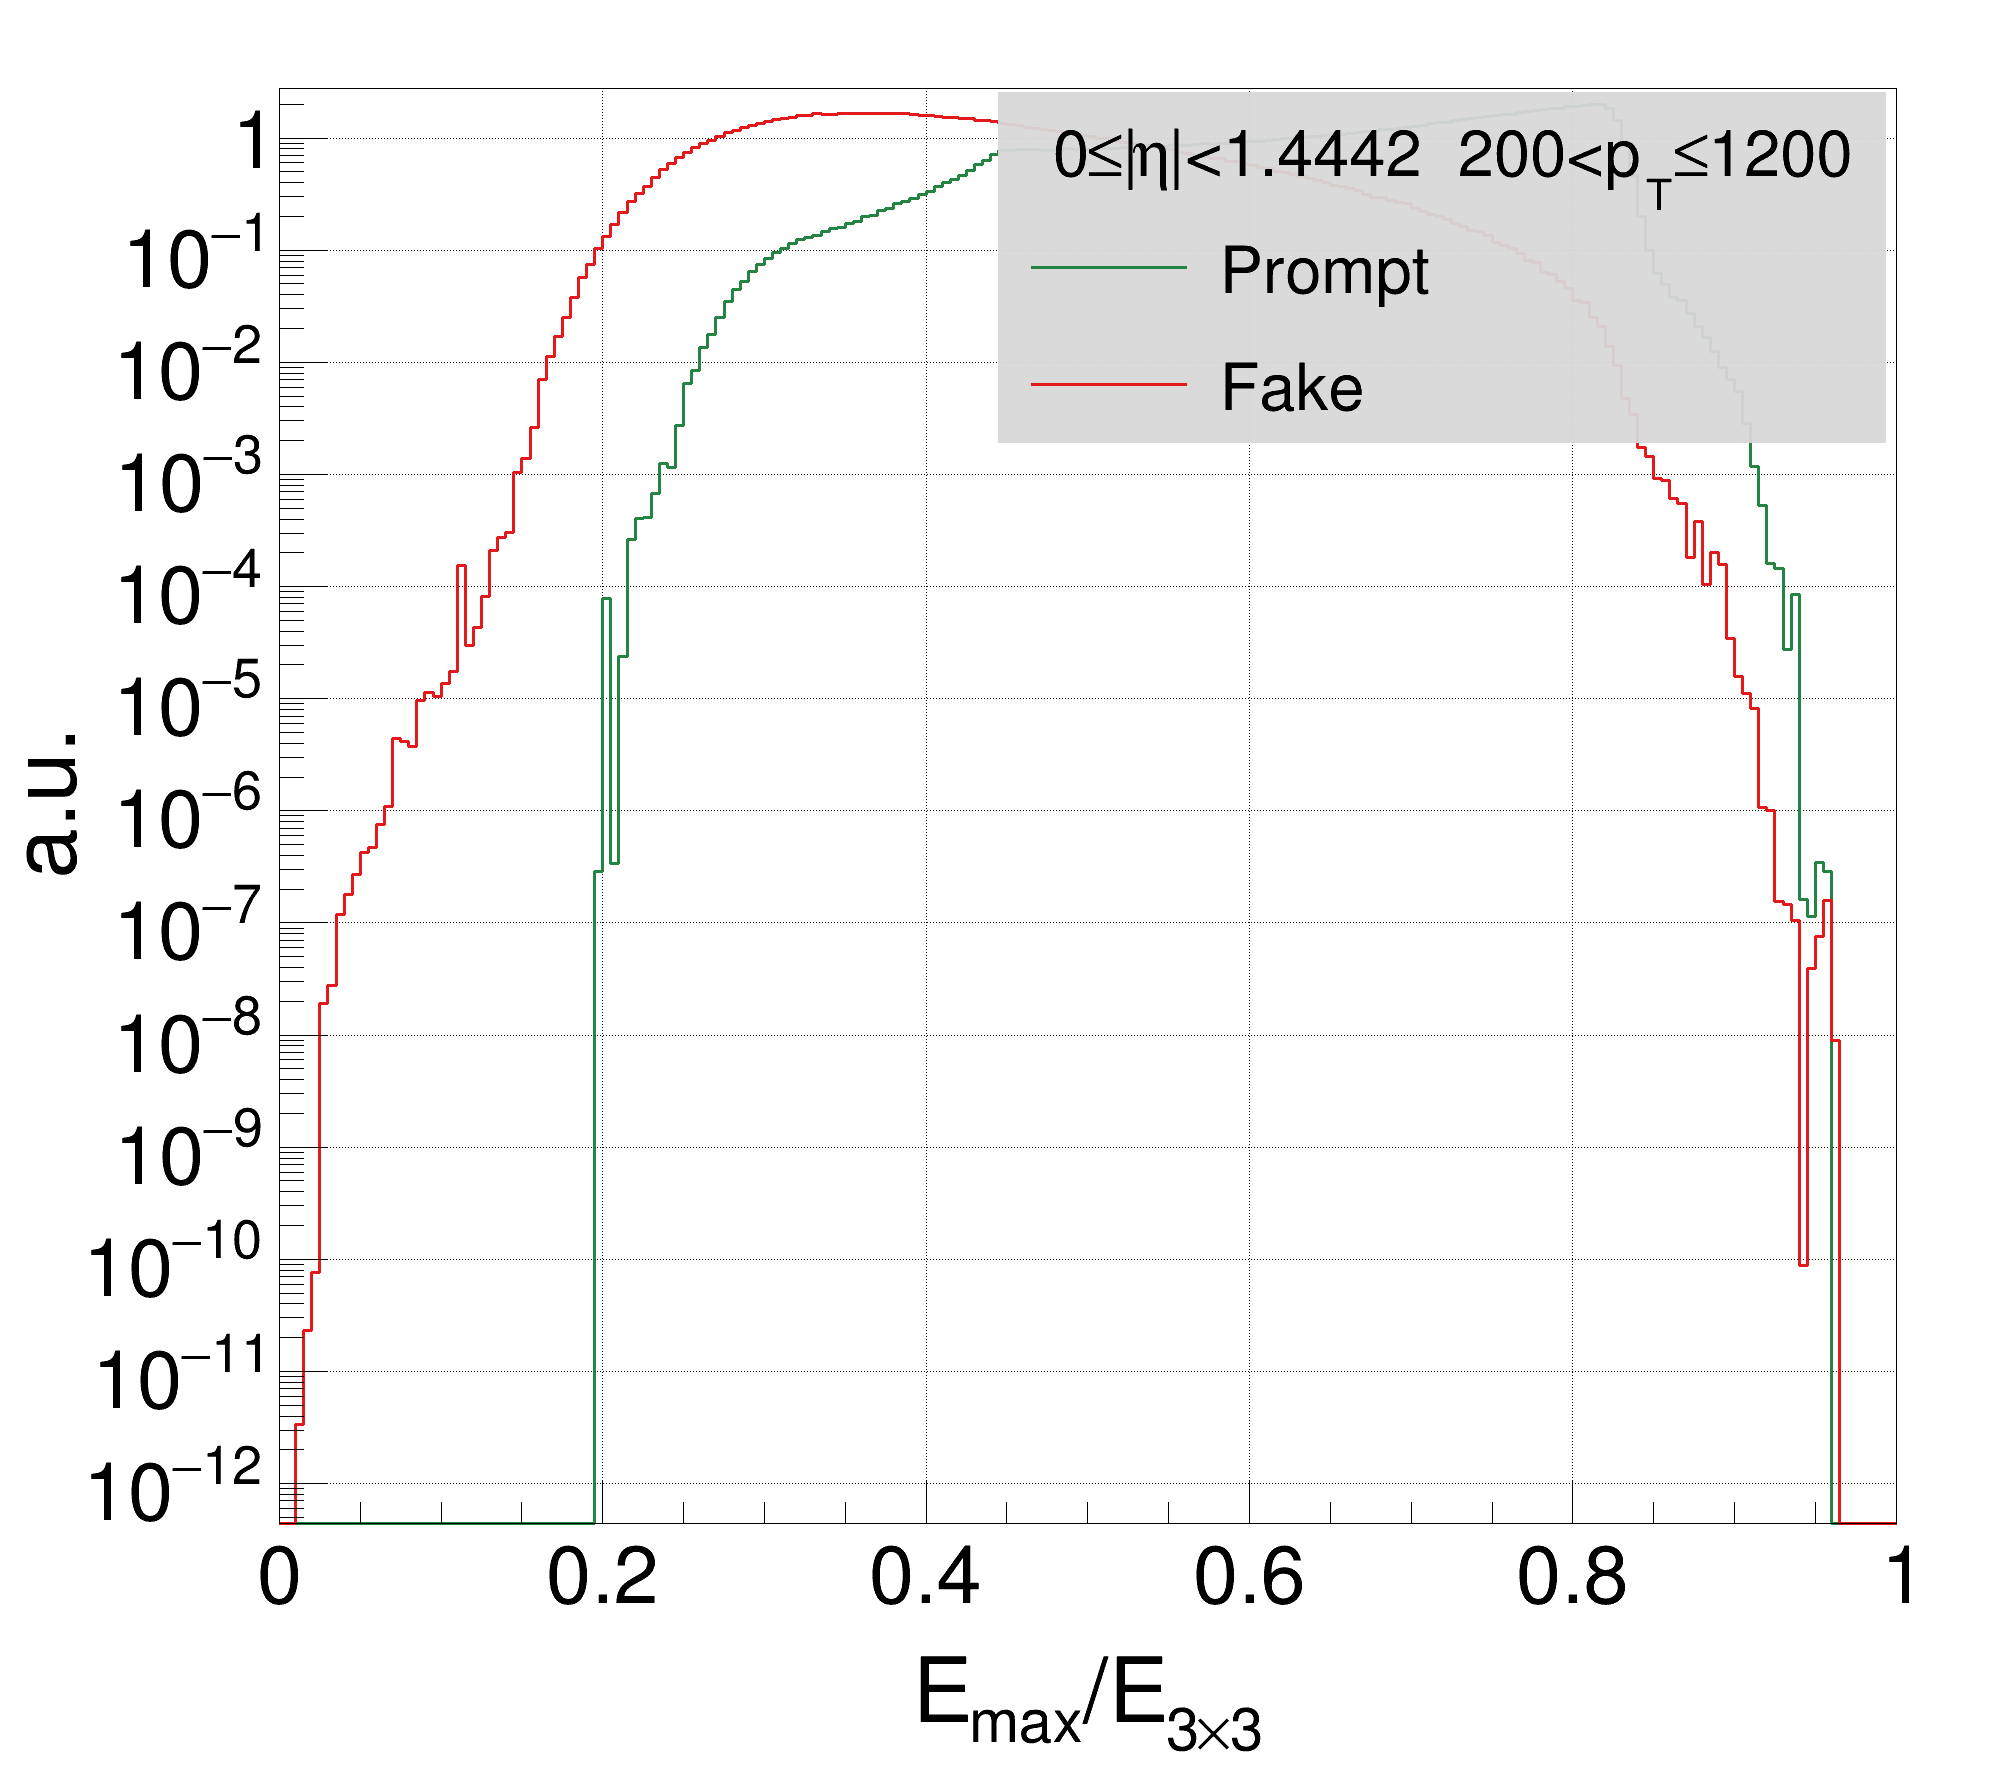 0≤|η|<1.4442 200<p_T≤1200
Prompt
Fake
a.u.
1
10⁻¹
10⁻²
10⁻³
10⁻⁴
10⁻⁵
10⁻⁶
10⁻⁷
10⁻⁸
10⁻⁹
10⁻¹⁰
10⁻¹¹
10⁻¹²
0 0.2 0.4 0.6 0.8 1
E_max/E_3×3